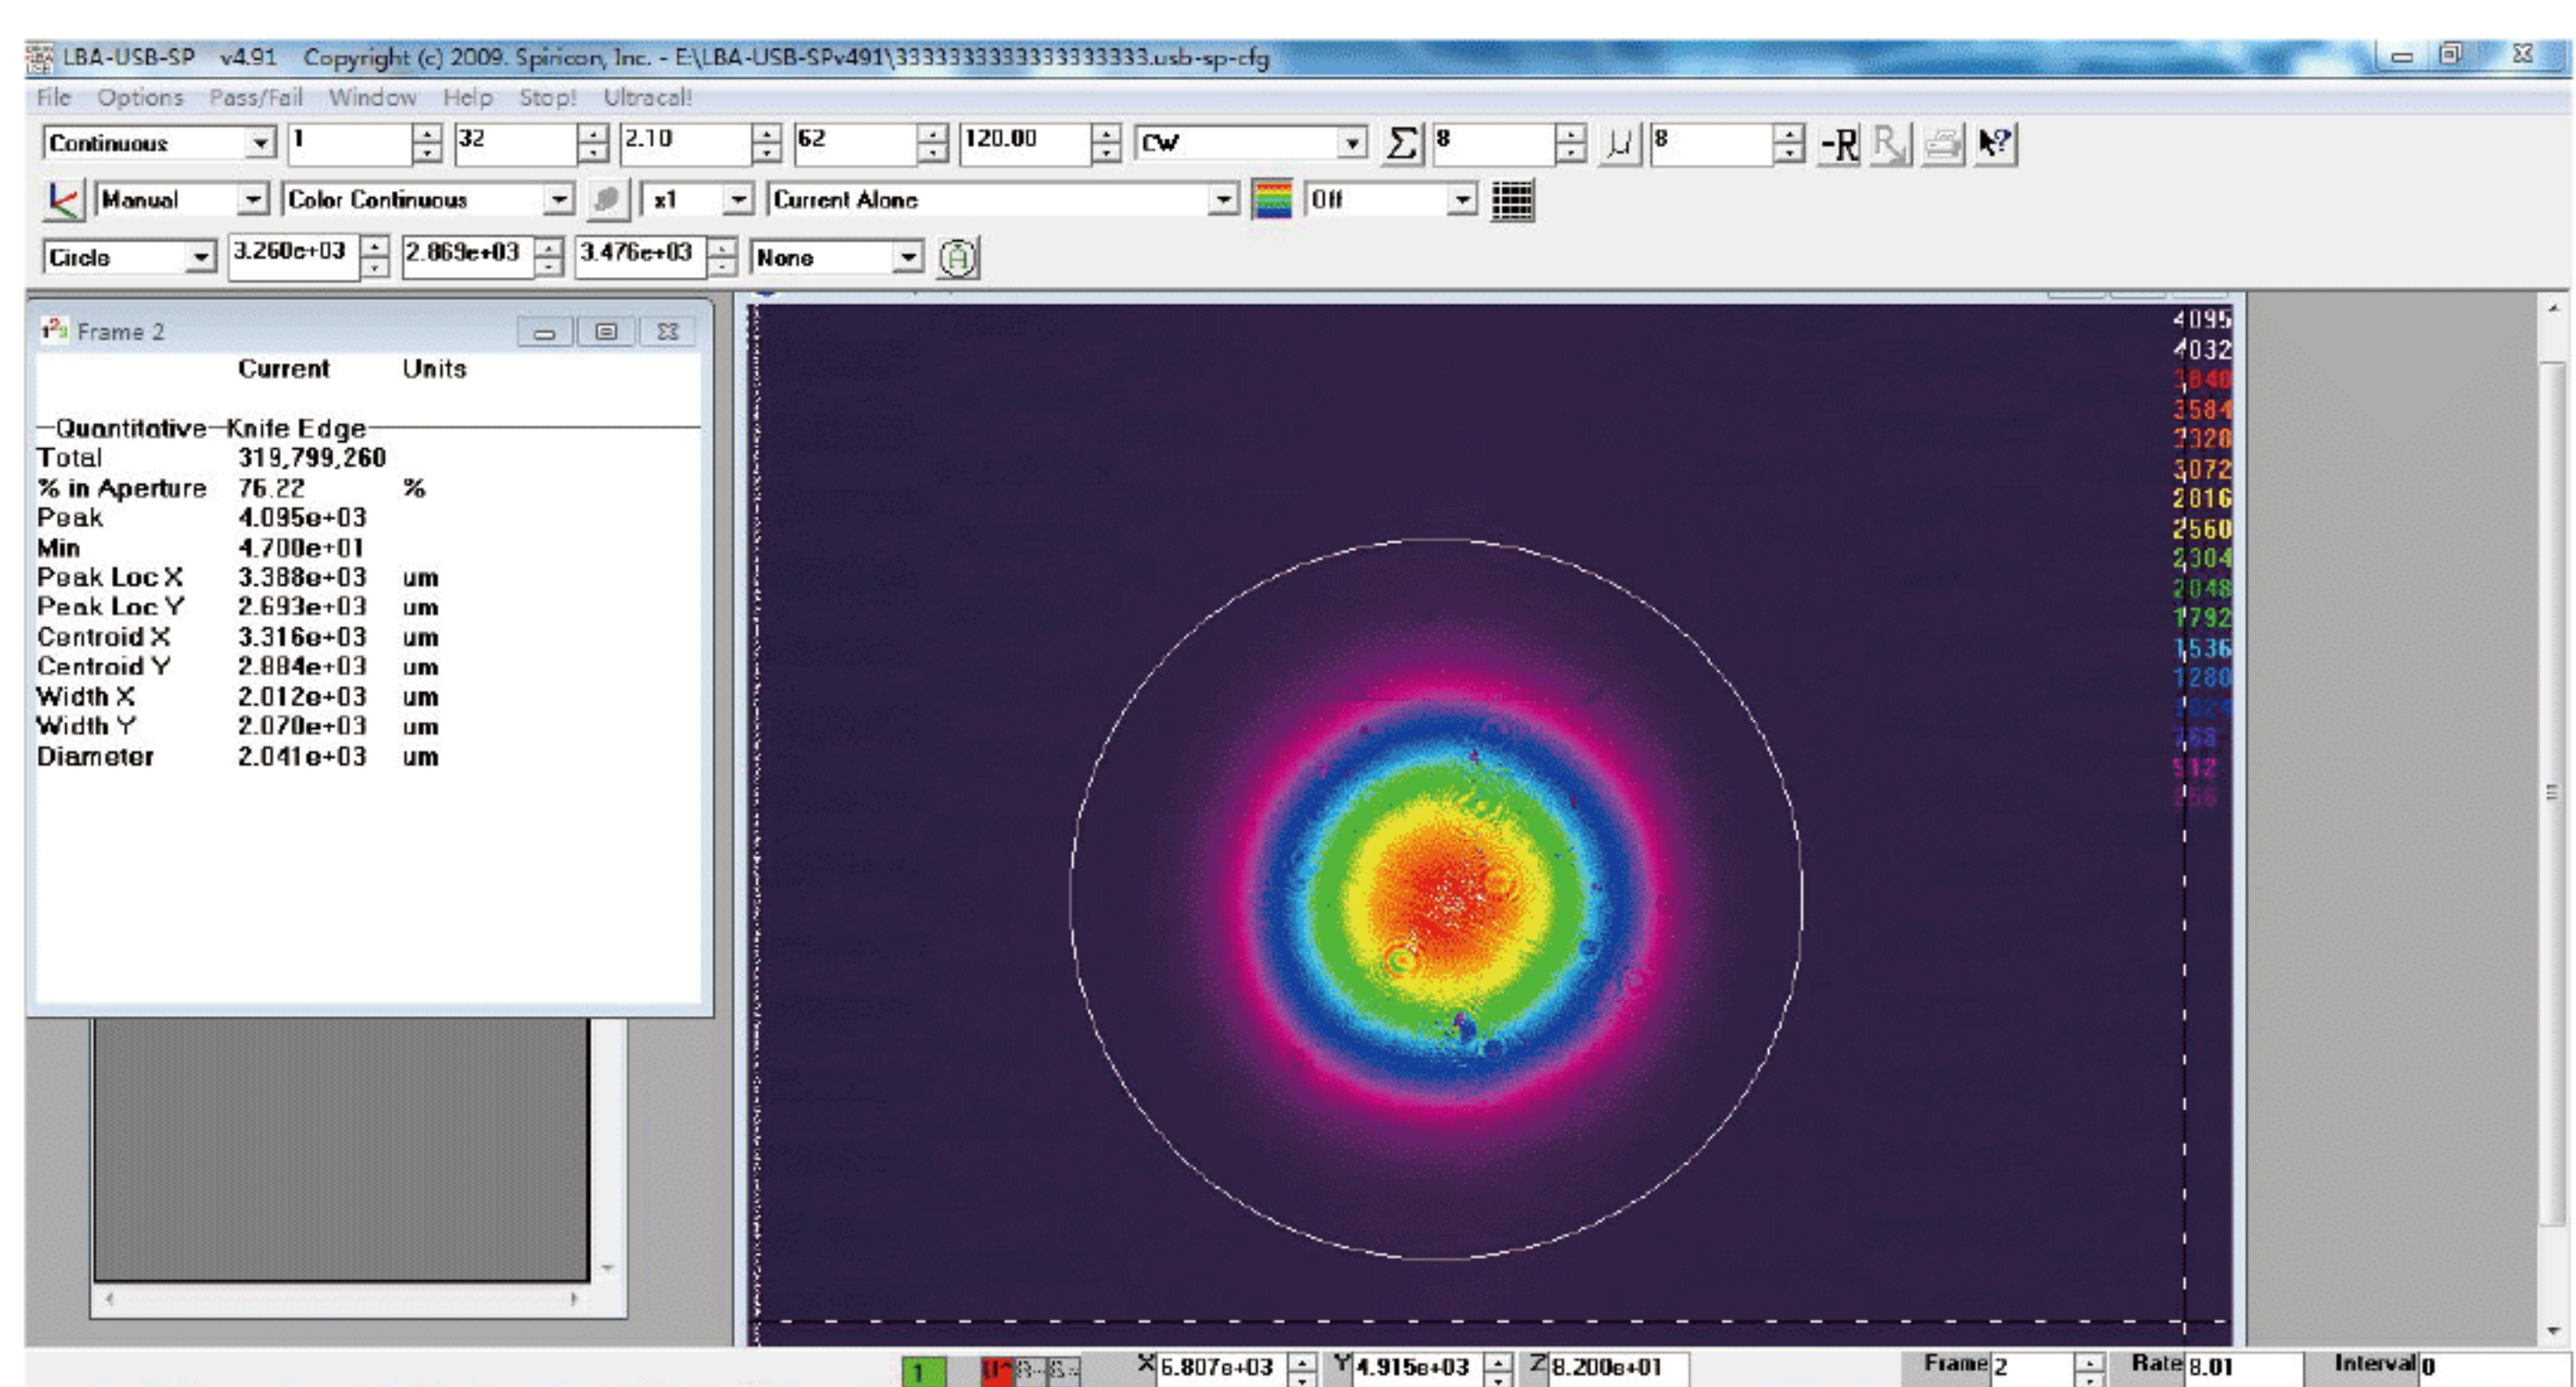 LBA-USB-SP v4.91 Copyright (c) 2009. Spiricon, Inc. - E:\LBA-USB-SPv491\3333333333333333333.usb-sp-cfg
File Options Pass/Fail Window Help Stop! Ultracal!
Continuous 1 32 2.10 62 120.00 CW Σ 8 μ 8 -R R ?
Manual Color Continuous x1 Current Alone Off
Circle 3.260e+03 2.869e+03 3.476e+03 None A
123 Frame 2
Current Units
Quantitative Knife Edge
Total 319,799,260
% in Aperture 76.22 %
Peak 4.095e+03
Min 4.700e+01
Peak Loc X 3.388e+03 um
Peak Loc Y 2.693e+03 um
Centroid X 3.316e+03 um
Centroid Y 2.884e+03 um
Width X 2.012e+03 um
Width Y 2.070e+03 um
Diameter 2.041e+03 um
4095
4032
3840
3584
3328
3072
2816
2560
2304
2048
1792
1536
1280
1024
768
512
256
1 X 6.807e+03 Y 4.915e+03 Z 8.200e+01 Frame 2 Rate 8.01 Interval 0